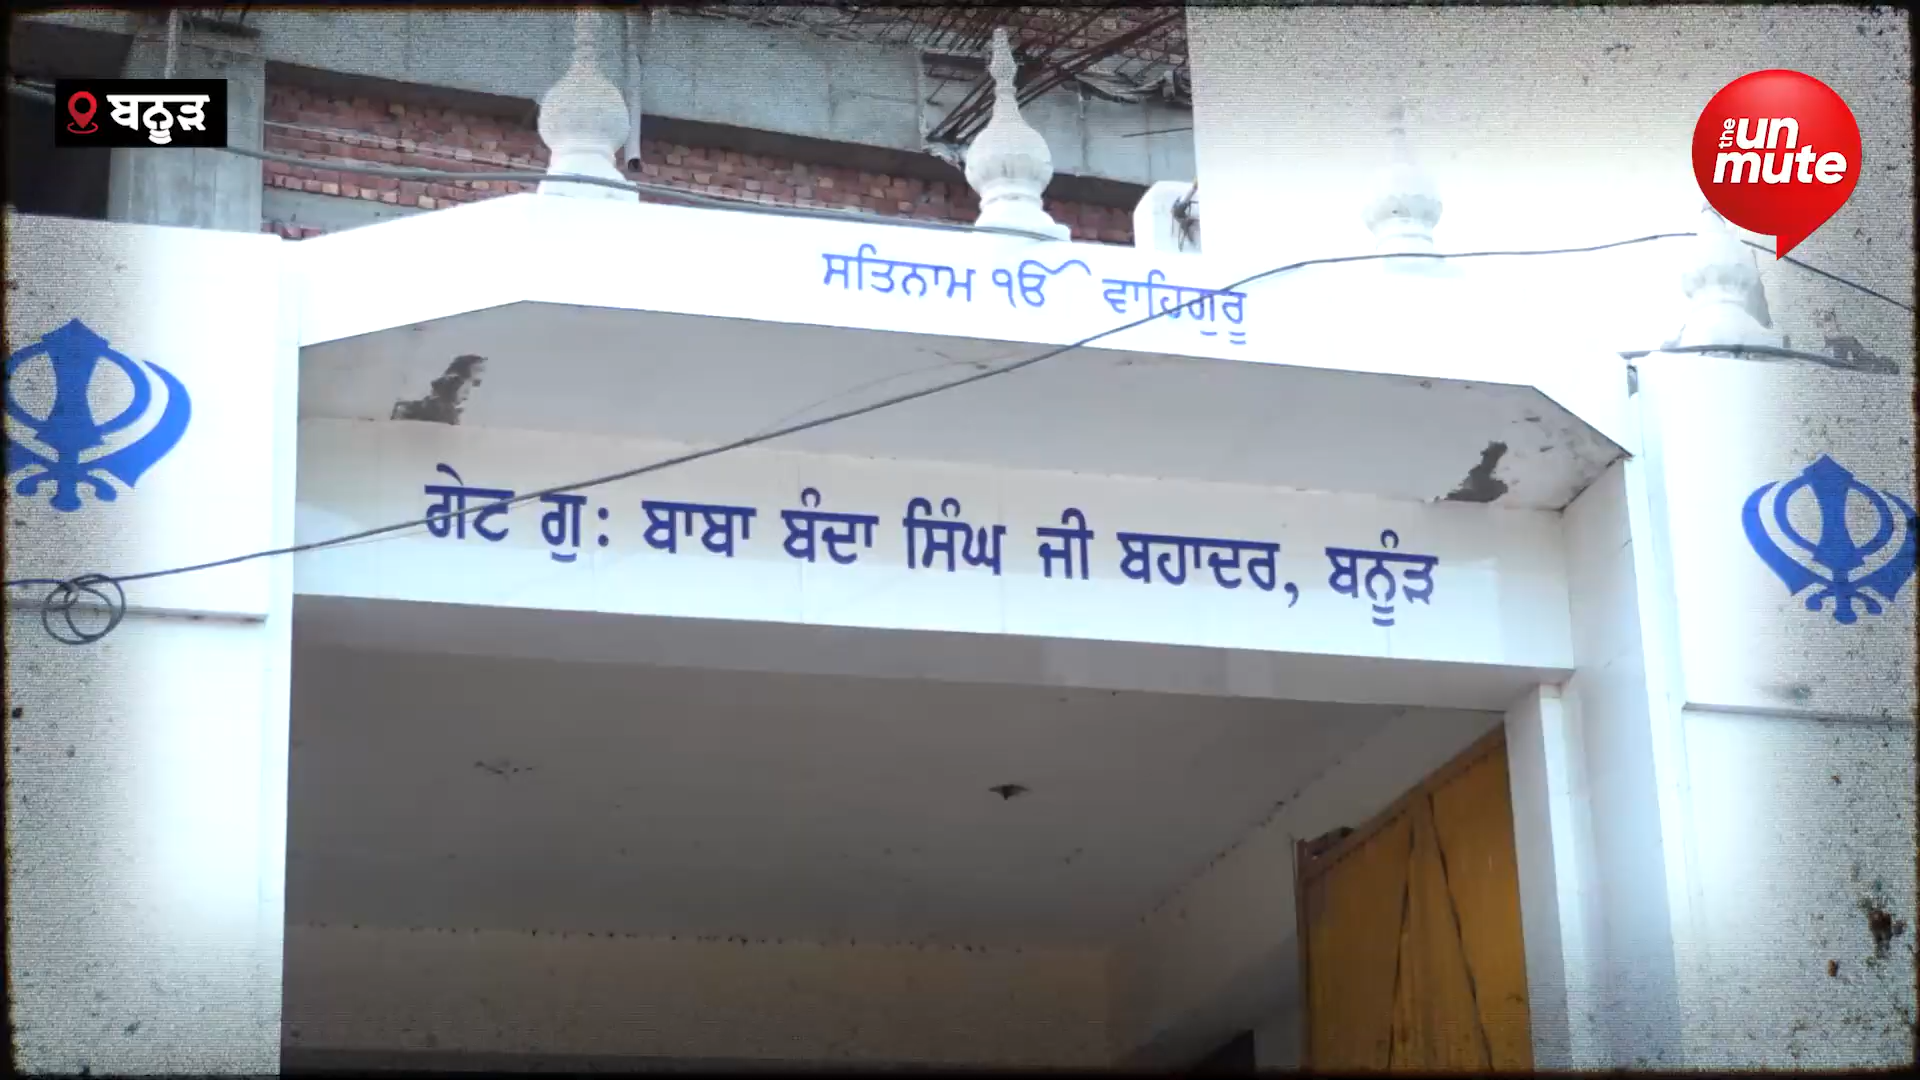 ਬਨੂੜ
the
un
mute
ਸਤਿਨਾਮ ੴ ਵਾਹਿਗੁਰੂ
ਗੇਟ ਗੁ: ਬਾਬਾ ਬੰਦਾ ਸਿੰਘ ਜੀ ਬਹਾਦਰ, ਬਨੂੰੜ